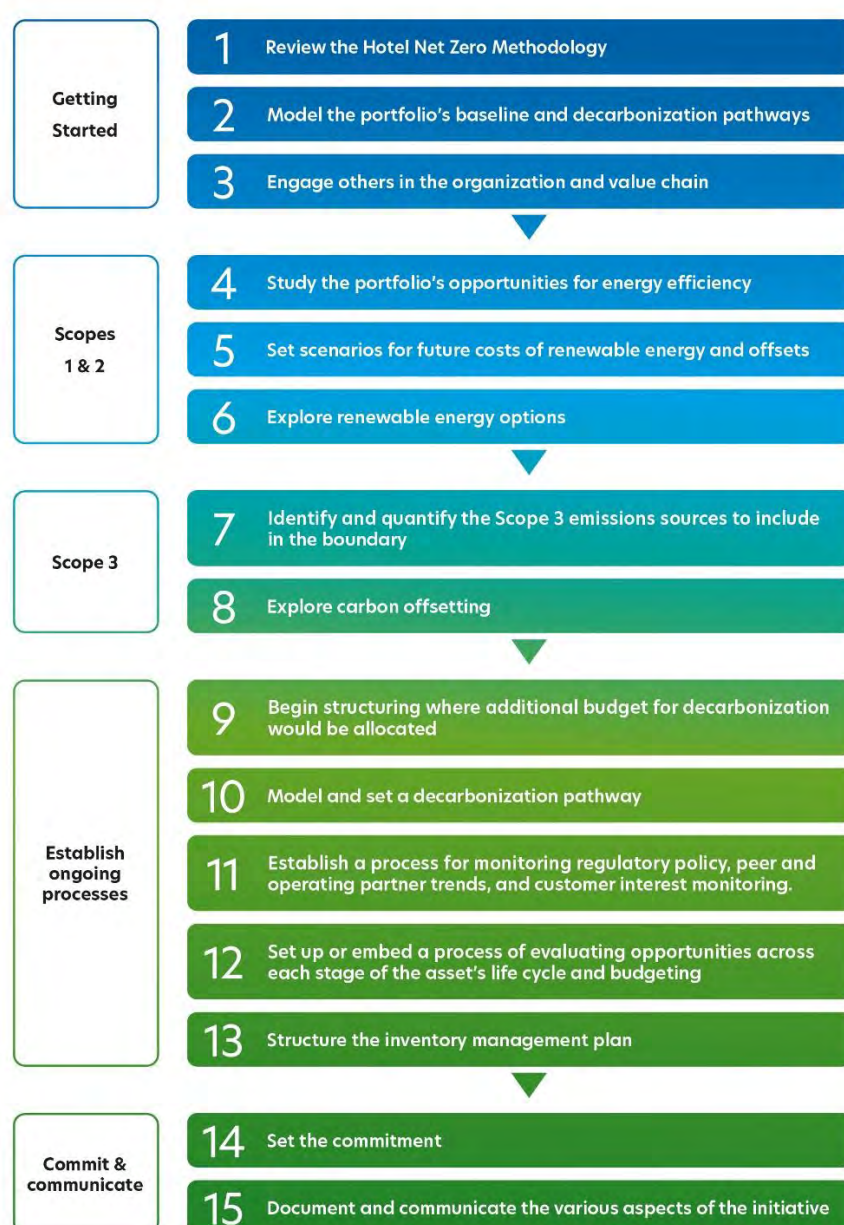 Getting
Started
1 Review the Hotel Net Zero Methodology
2 Model the portfolio's baseline and decarbonization pathways
3 Engage others in the organization and value chain
Scopes
1 & 2
4 Study the portfolio's opportunities for energy efficiency
5 Set scenarios for future costs of renewable energy and offsets
6 Explore renewable energy options
Scope 3
7 Identify and quantify the Scope 3 emissions sources to include
in the boundary
8 Explore carbon offsetting
Establish
ongoing
processes
9 Begin structuring where additional budget for decarbonization
would be allocated
10 Model and set a decarbonization pathway
11 Establish a process for monitoring regulatory policy, peer and
operating partner trends, and customer interest monitoring.
12 Set up or embed a process of evaluating opportunities across
each stage of the asset's life cycle and budgeting
13 Structure the inventory management plan
Commit &
communicate
14 Set the commitment
15 Document and communicate the various aspects of the initiative